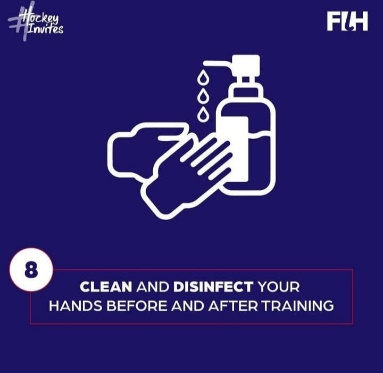 #Hockey
Invites
FIH
8
CLEAN AND DISINFECT YOUR
HANDS BEFORE AND AFTER TRAINING